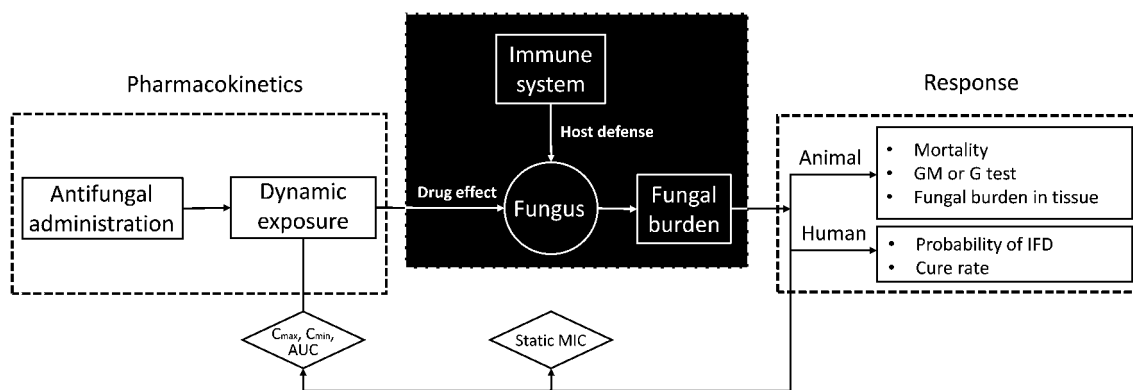 Pharmacokinetics
Antifungal
administration
Dynamic
exposure
Drug effect
Immune
system
Host defense
Fungus
Fungal
burden
Response
Animal
• Mortality
• GM or G test
• Fungal burden in tissue
Human
• Probability of IFD
• Cure rate
Cmax, Cmin,
AUC
Static MIC